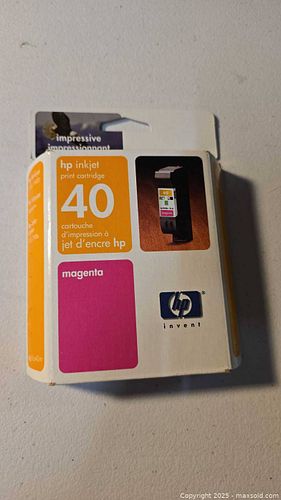 impressive
impressionnant
hp inkjet
print cartridge
40
cartouche
d'impression à
jet d'encre hp
40
magenta
hp
invent
Copyright © 2025 - maxsold.com